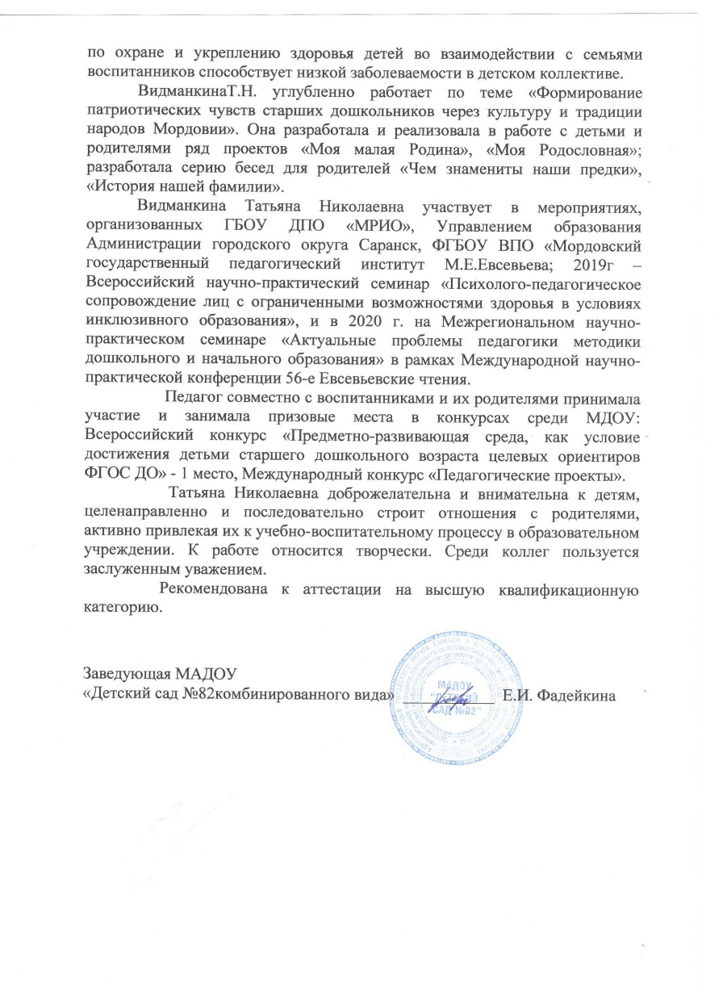 по охране и укреплению здоровья детей во взаимодействии с семьями
воспитанников способствует низкой заболеваемости в детском коллективе.
ВидманкинаТ.Н. углубленно работает по теме «Формирование
патриотических чувств старших дошкольников через культуру и традиции
народов Мордовии». Она разработала и реализовала в работе с детьми и
родителями ряд проектов «Моя малая Родина», «Моя Родословная»;
разработала серию бесед для родителей «Чем знамениты наши предки»,
«История нашей фамилии».
Видманкина Татьяна Николаевна участвует в мероприятиях,
организованных ГБОУ ДПО «МРИО», Управлением образования
Администрации городского округа Саранск, ФГБОУ ВПО «Мордовский
государственный педагогический институт М.Е.Евсевьева; 2019г –
Всероссийский научно-практический семинар «Психолого-педагогическое
сопровождение лиц с ограниченными возможностями здоровья в условиях
инклюзивного образования», и в 2020 г. на Межрегиональном научно-
практическом семинаре «Актуальные проблемы педагогики методики
дошкольного и начального образования» в рамках Международной научно-
практической конференции 56-е Евсевьевские чтения.
Педагог совместно с воспитанниками и их родителями принимала
участие и занимала призовые места в конкурсах среди МДОУ:
Всероссийский конкурс «Предметно-развивающая среда, как условие
достижения детьми старшего дошкольного возраста целевых ориентиров
ФГОС ДО» - 1 место, Международный конкурс «Педагогические проекты».
Татьяна Николаевна доброжелательна и внимательна к детям,
целенаправленно и последовательно строит отношения с родителями,
активно привлекая их к учебно-воспитательному процессу в образовательном
учреждении. К работе относится творчески. Среди коллег пользуется
заслуженным уважением.
Рекомендована к аттестации на высшую квалификационную
категорию.
Заведующая МАДОУ
«Детский сад №82комбинированного вида» ____________ Е.И. Фадейкина
МАДОУ
"ДЕТСКИЙ
САД №82"